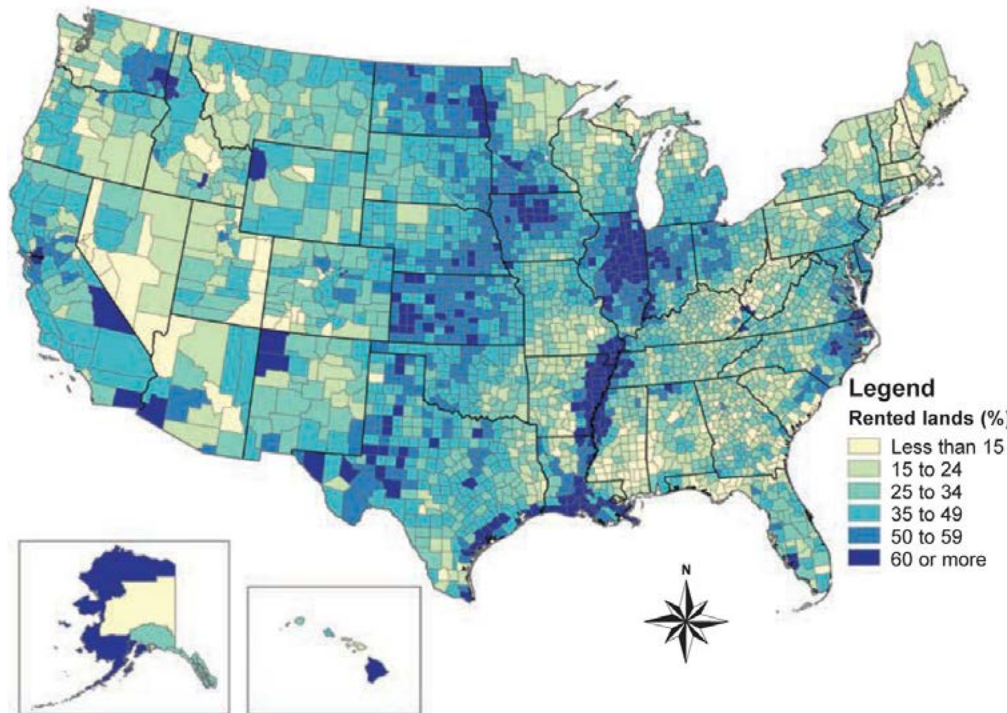 Legend
Rented lands (%)
Less than 15
15 to 24
25 to 34
35 to 49
50 to 59
60 or more
N